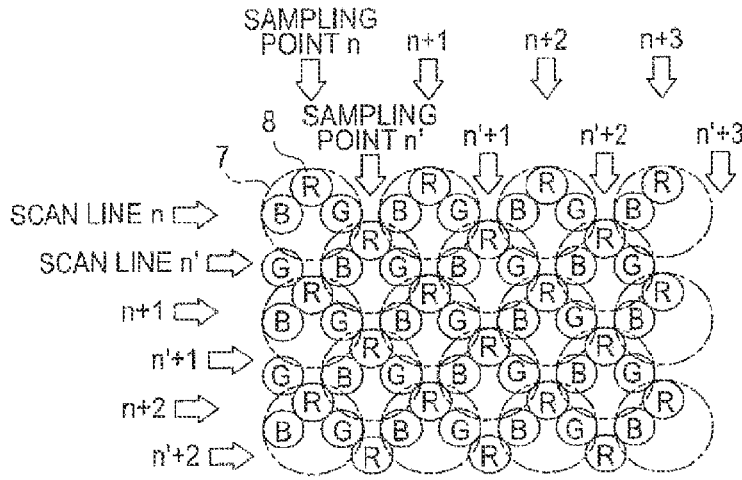 SAMPLING
POINT n
n+1
n+2
n+3
SAMPLING
POINT n'
n'+1
n'+2
n'+3
7
8
R R R R
SCAN LINE n
B G B G B G B
R R R
SCAN LINE n'
G B G B G B G
R R R R
n+1
B G B G B G B
R R R
n'+1
G B G B G B G
R R R R
n+2
B G B G B G B
n'+2
R R R